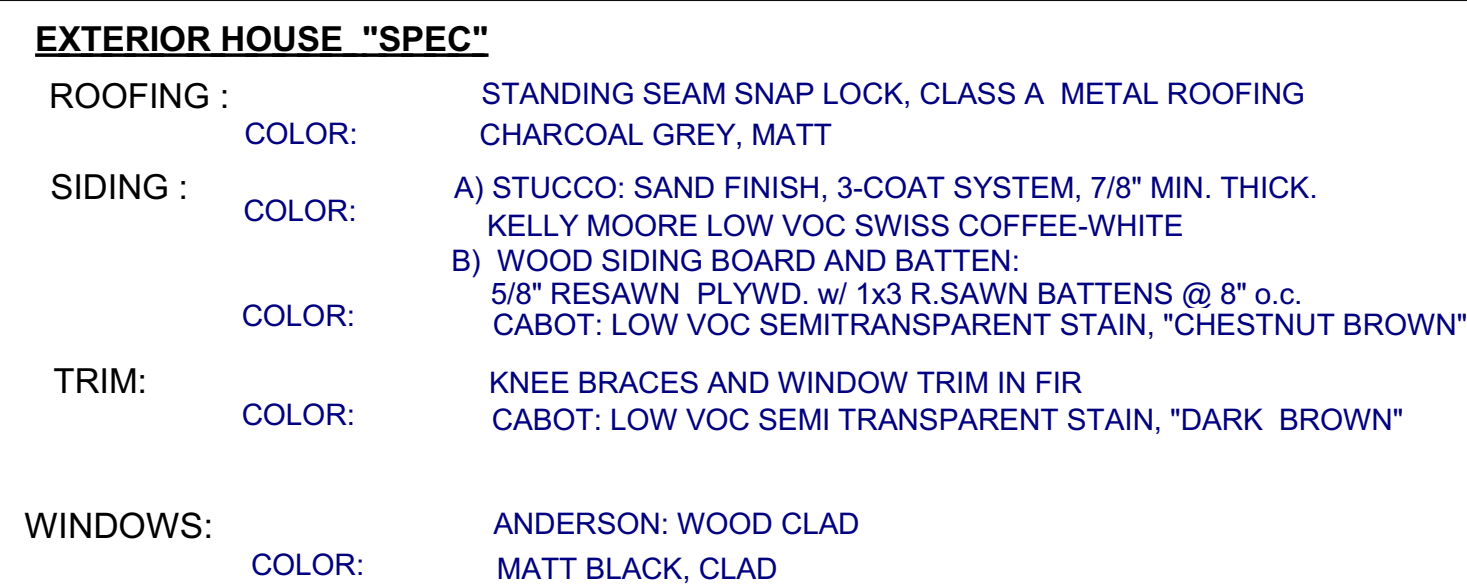 EXTERIOR HOUSE "SPEC"
ROOFING : STANDING SEAM SNAP LOCK, CLASS A METAL ROOFING
COLOR: CHARCOAL GREY, MATT
SIDING : A) STUCCO: SAND FINISH, 3-COAT SYSTEM, 7/8" MIN. THICK.
COLOR: KELLY MOORE LOW VOC SWISS COFFEE-WHITE
B) WOOD SIDING BOARD AND BATTEN:
5/8" RESAWN PLYWD. w/ 1x3 R.SAWN BATTENS @ 8" o.c.
COLOR: CABOT: LOW VOC SEMITRANSPARENT STAIN, "CHESTNUT BROWN"
TRIM: KNEE BRACES AND WINDOW TRIM IN FIR
COLOR: CABOT: LOW VOC SEMI TRANSPARENT STAIN, "DARK BROWN"
WINDOWS: ANDERSON: WOOD CLAD
COLOR: MATT BLACK, CLAD